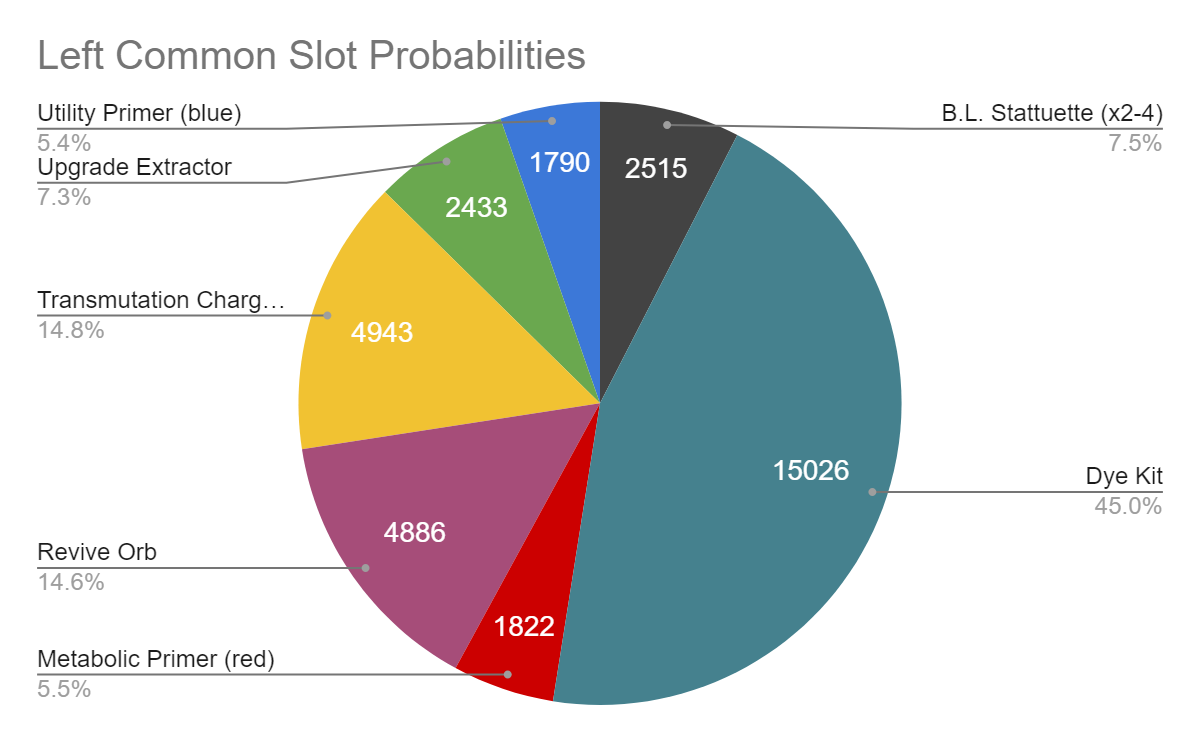 Left Common Slot Probabilities
Utility Primer (blue)
5.4%
Upgrade Extractor
7.3%
Transmutation Charg…
14.8%
Revive Orb
14.6%
Metabolic Primer (red)
5.5%
B.L. Stattuette (x2-4)
7.5%
Dye Kit
45.0%
1790
2515
2433
4943
15026
4886
1822